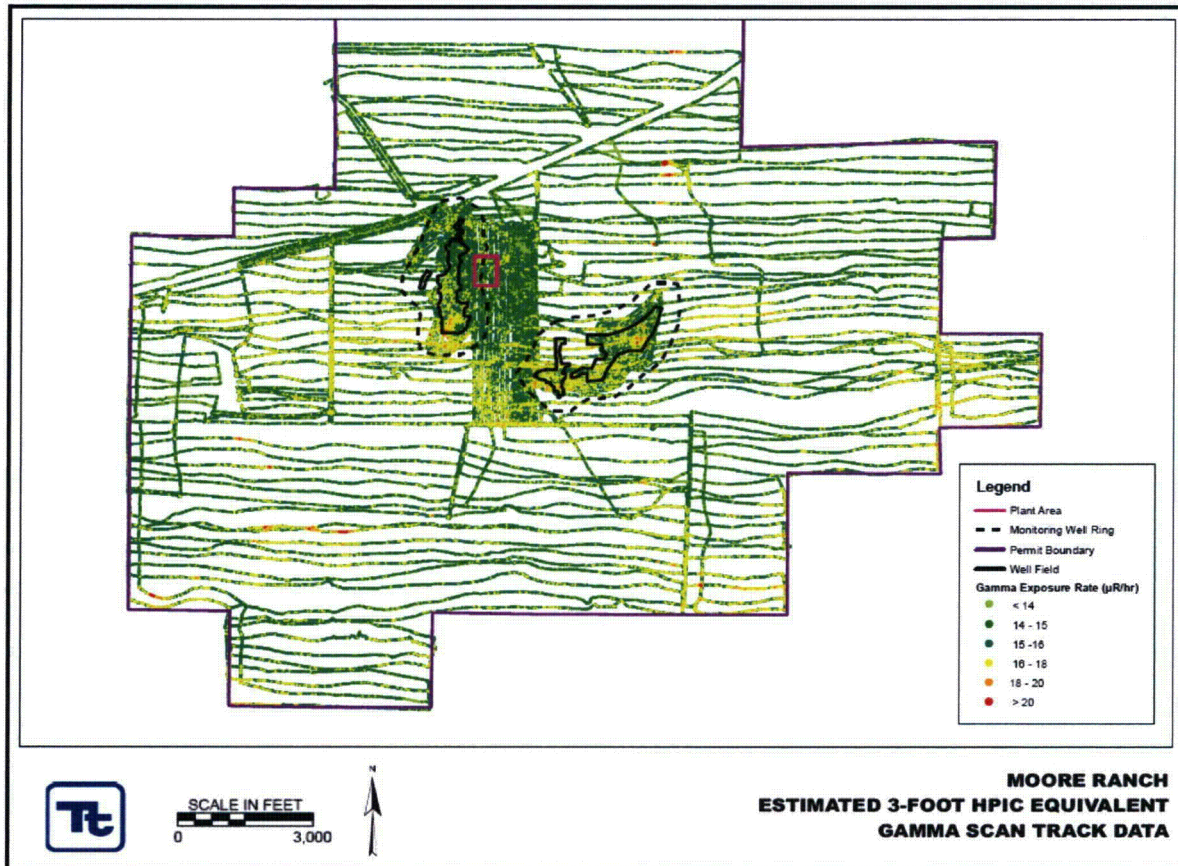 Legend
Plant Area
Monitoring Well Ring
Permit Boundary
Well Field
Gamma Exposure Rate (µR/hr)
< 14
14 - 15
15 -16
16 - 18
18 - 20
> 20
Tt
SCALE IN FEET
0 3,000
N
MOORE RANCH
ESTIMATED 3-FOOT HPIC EQUIVALENT
GAMMA SCAN TRACK DATA